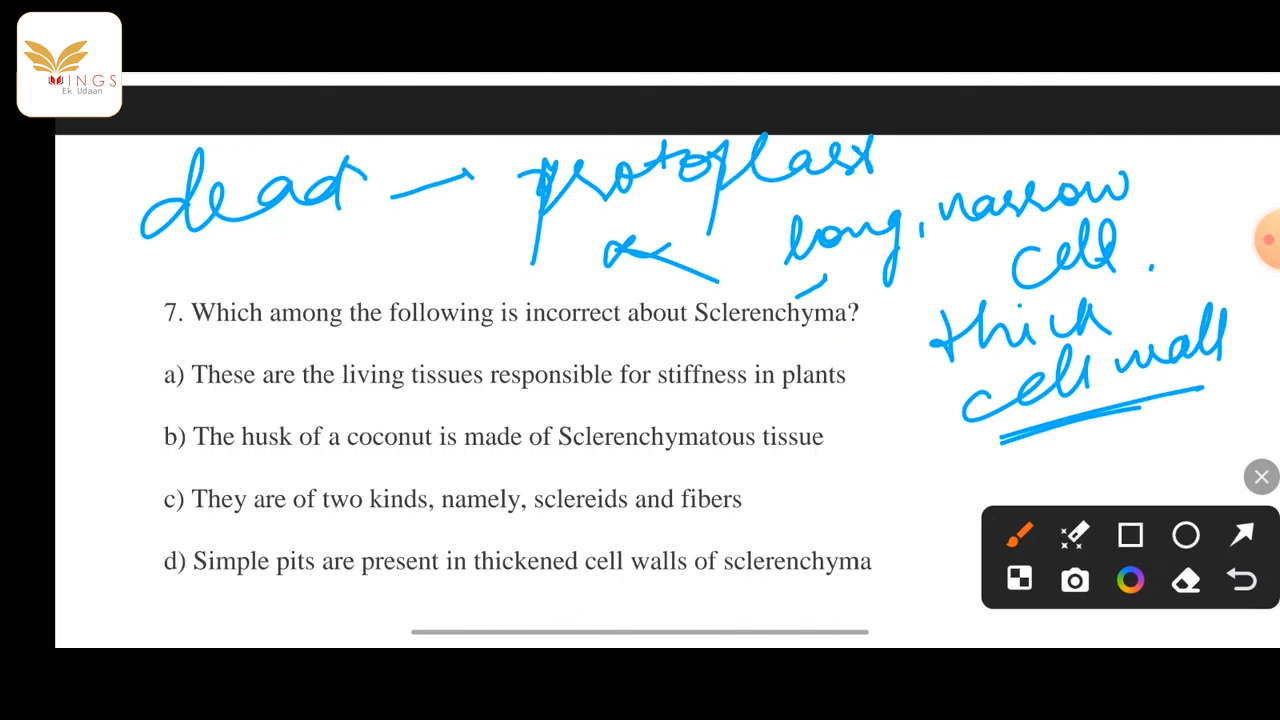 WINGS
Ek Udaan
dead — protoplast
long, narrow
cell.
thick
cell wall
7. Which among the following is incorrect about Sclerenchyma?
a) These are the living tissues responsible for stiffness in plants
b) The husk of a coconut is made of Sclerenchymatous tissue
c) They are of two kinds, namely, sclereids and fibers
d) Simple pits are present in thickened cell walls of sclerenchyma